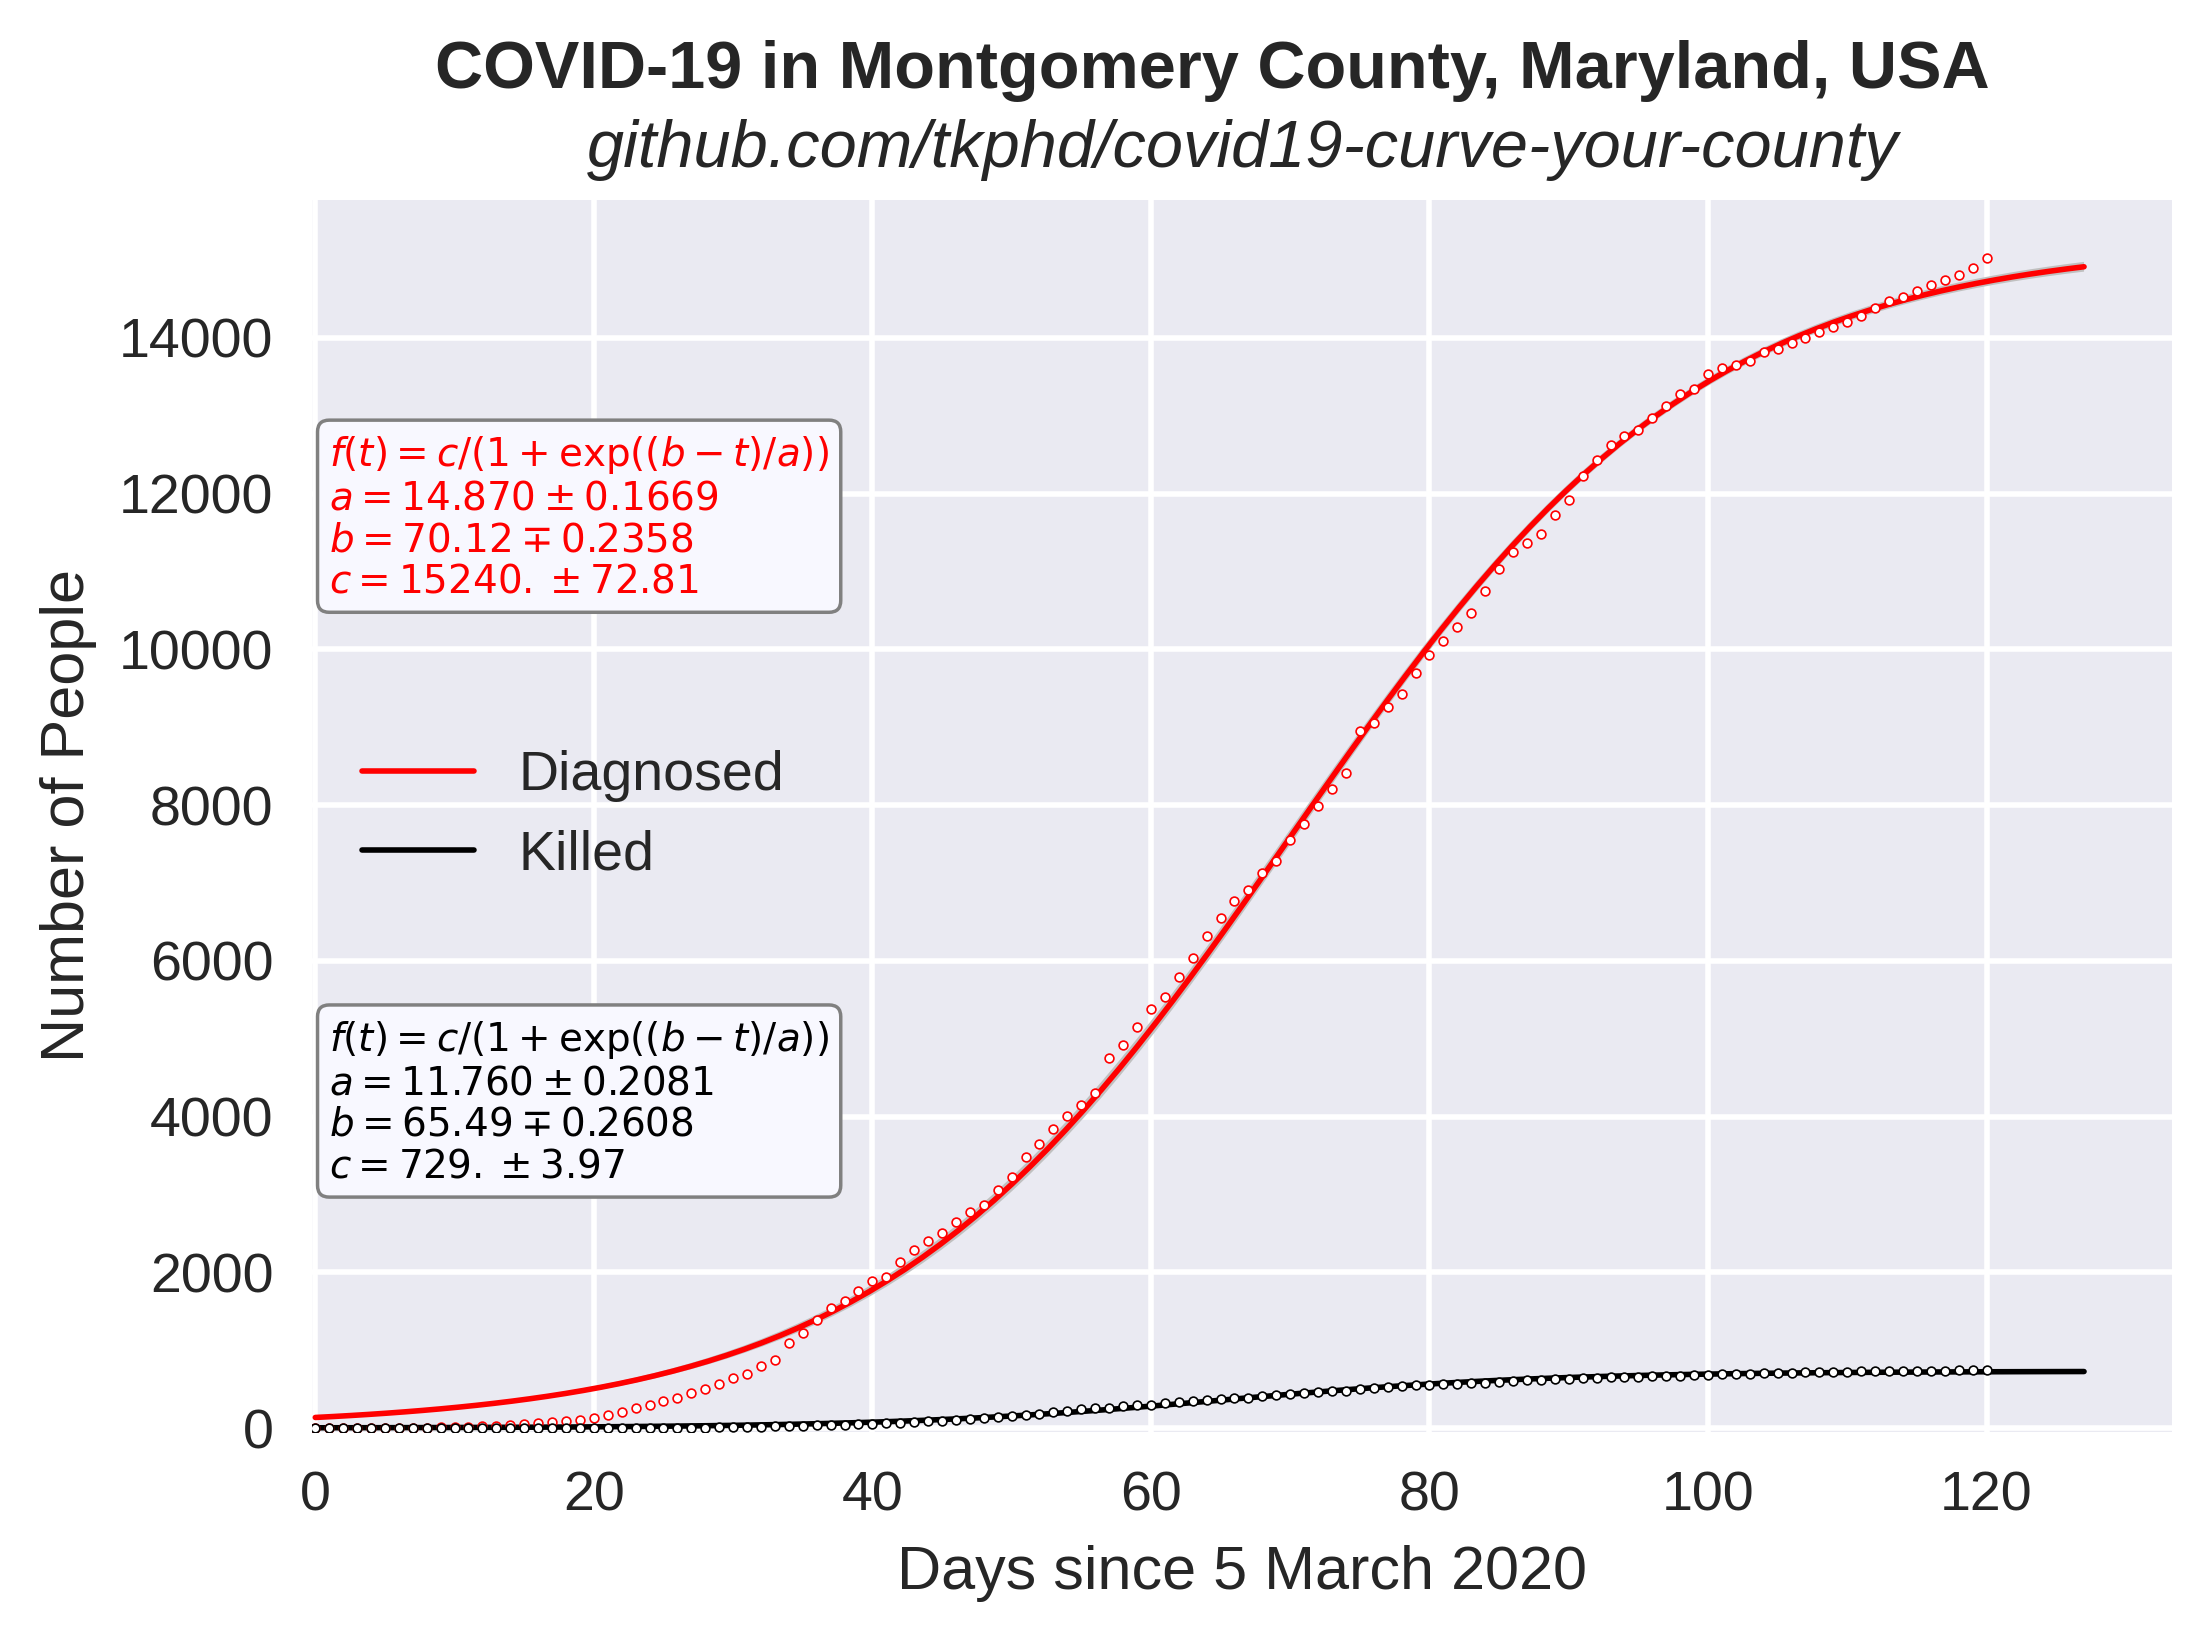 COVID-19 in Montgomery County, Maryland, USA
github.com/tkphd/covid19-curve-your-county
Number of People
14000
12000
10000
8000
6000
4000
2000
0
f(t) = c/(1 + exp((b − t)/a))
a = 14.870 ± 0.1669
b = 70.12 ∓ 0.2358
c = 15240. ± 72.81
Diagnosed
Killed
f(t) = c/(1 + exp((b − t)/a))
a = 11.760 ± 0.2081
b = 65.49 ∓ 0.2608
c = 729. ± 3.97
0 20 40 60 80 100 120
Days since 5 March 2020